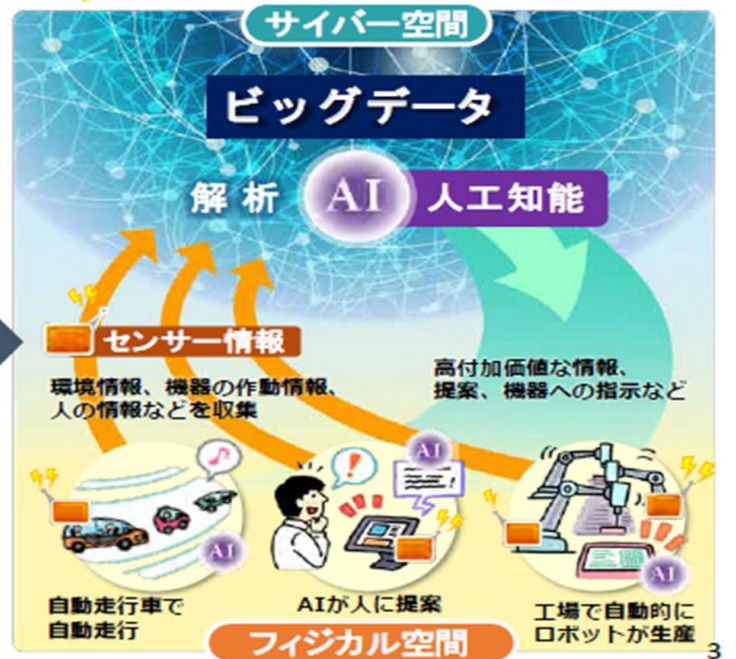 サイバー空間
ビッグデータ
解析 AI 人工知能
センサー情報
環境情報、機器の作動情報、
人の情報などを収集
高付加価値な情報、
提案、機器への指示など
AI
AI
AI
自動走行車で
自動走行
AIが人に提案
工場で自動的に
ロボットが生産
フィジカル空間
3